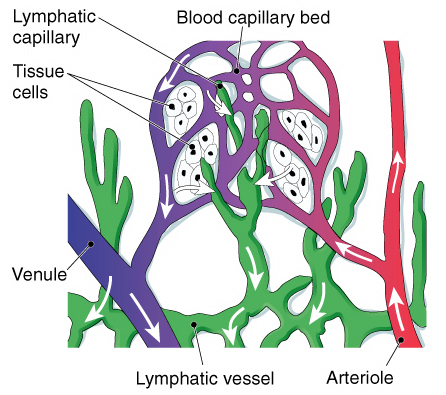 Lymphatic
capillary
Blood capillary bed
Tissue
cells
Venule
Lymphatic vessel
Arteriole